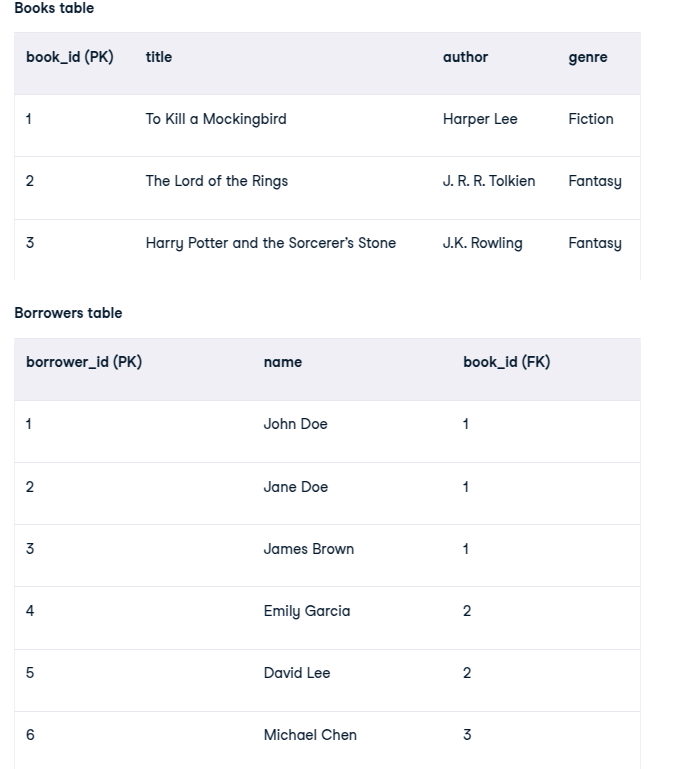 Books table
book_id (PK) title author genre
1 To Kill a Mockingbird Harper Lee Fiction
2 The Lord of the Rings J. R. R. Tolkien Fantasy
3 Harry Potter and the Sorcerer’s Stone J.K. Rowling Fantasy
Borrowers table
borrower_id (PK) name book_id (FK)
1 John Doe 1
2 Jane Doe 1
3 James Brown 1
4 Emily Garcia 2
5 David Lee 2
6 Michael Chen 3